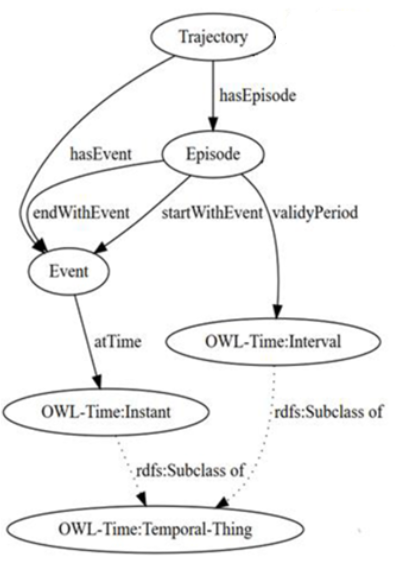 Trajectory
hasEpisode
hasEvent
Episode
endWithEvent
startWithEvent
validyPeriod
Event
atTime
OWL-Time:Interval
OWL-Time:Instant
rdfs:Subclass of
rdfs:Subclass of
OWL-Time:Temporal-Thing